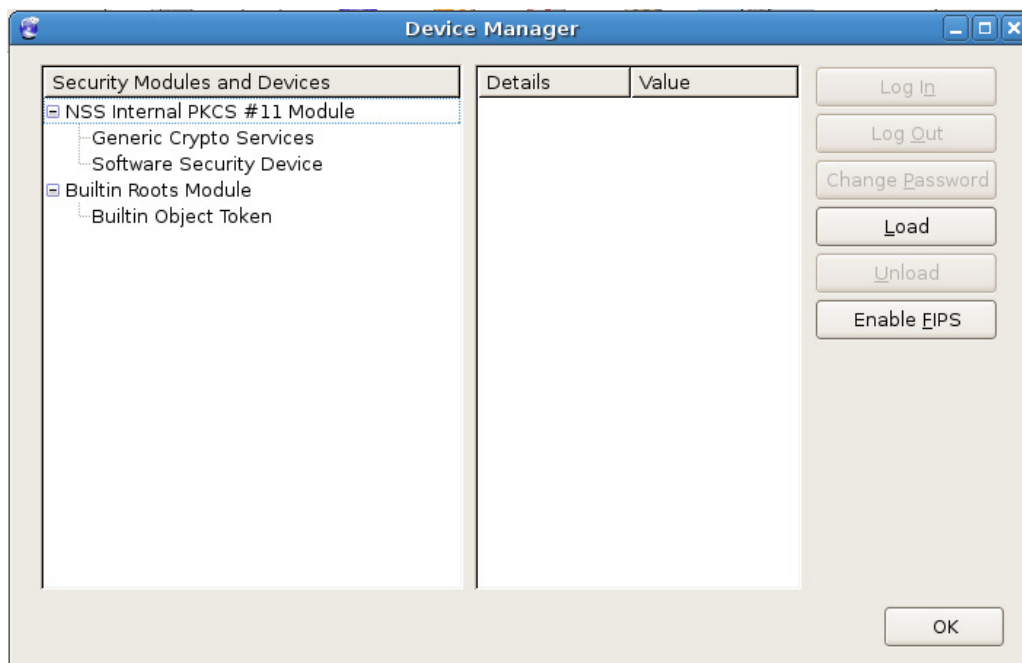 Device Manager
Security Modules and Devices
NSS Internal PKCS #11 Module
Generic Crypto Services
Software Security Device
Builtin Roots Module
Builtin Object Token
Details Value
Log In
Log Out
Change Password
Load
Unload
Enable FIPS
OK